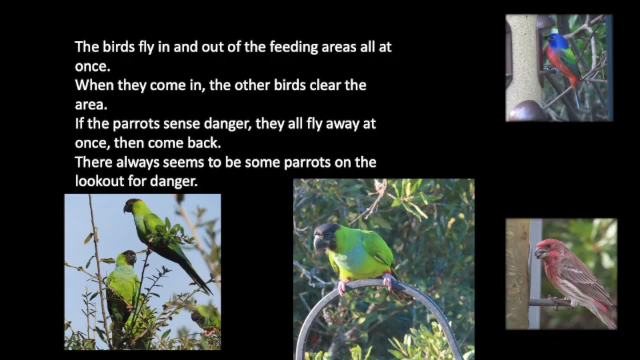 The birds fly in and out of the feeding areas all at
once.
When they come in, the other birds clear the
area.
If the parrots sense danger, they all fly away at
once, then come back.
There always seems to be some parrots on the
lookout for danger.